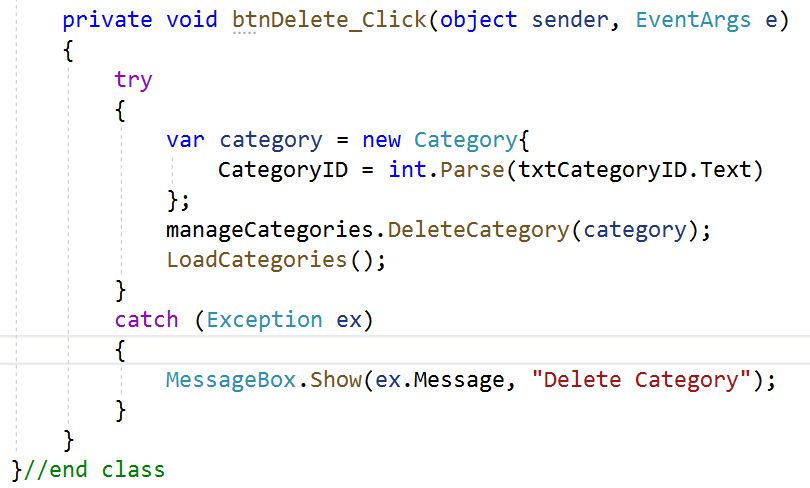 private void btnDelete_Click(object sender, EventArgs e)
{
try
{
var category = new Category{
CategoryID = int.Parse(txtCategoryID.Text)
};
manageCategories.DeleteCategory(category);
LoadCategories();
}
catch (Exception ex)
{
MessageBox.Show(ex.Message, "Delete Category");
}
}
}//end class